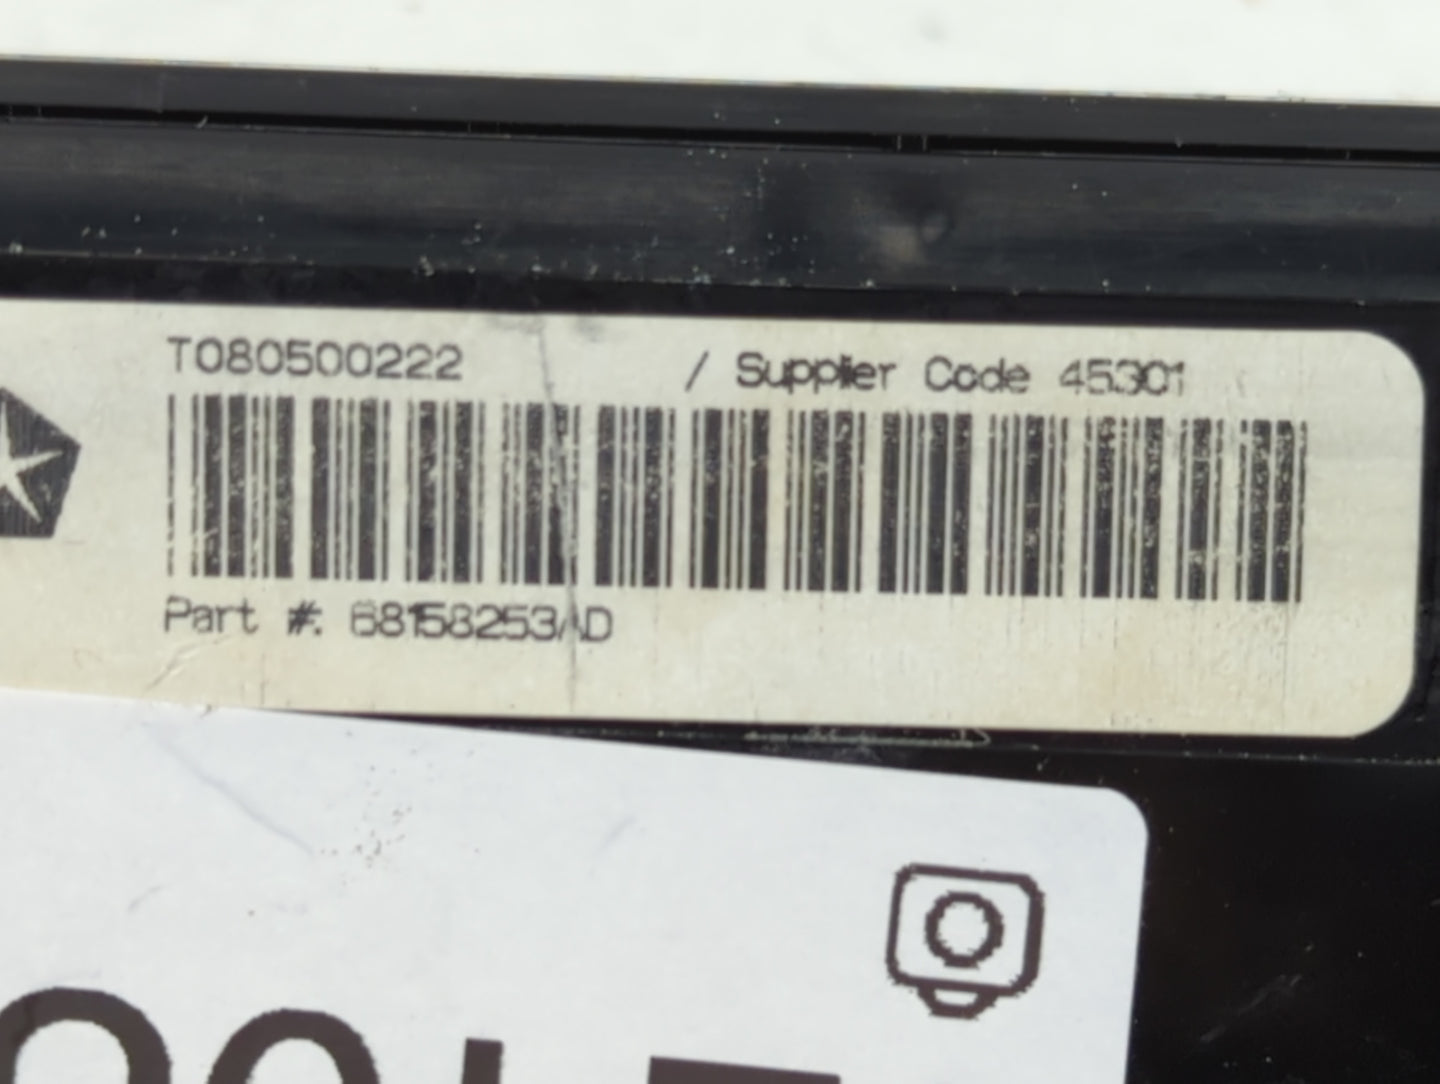 T080500222 / Supplier Code 45301
Part #: 68158253AD